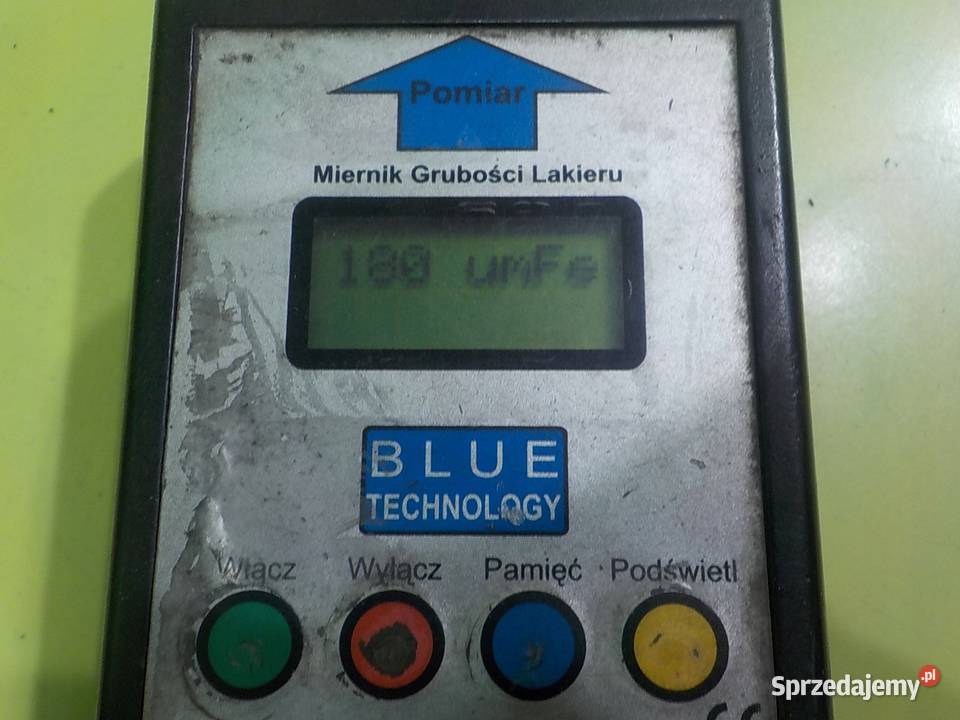 Pomiar
Miernik Grubości Lakieru
180 umFe
BLUE
TECHNOLOGY
Włącz Wyłącz Pamięć Podświetl
Sprzedajemy.pl